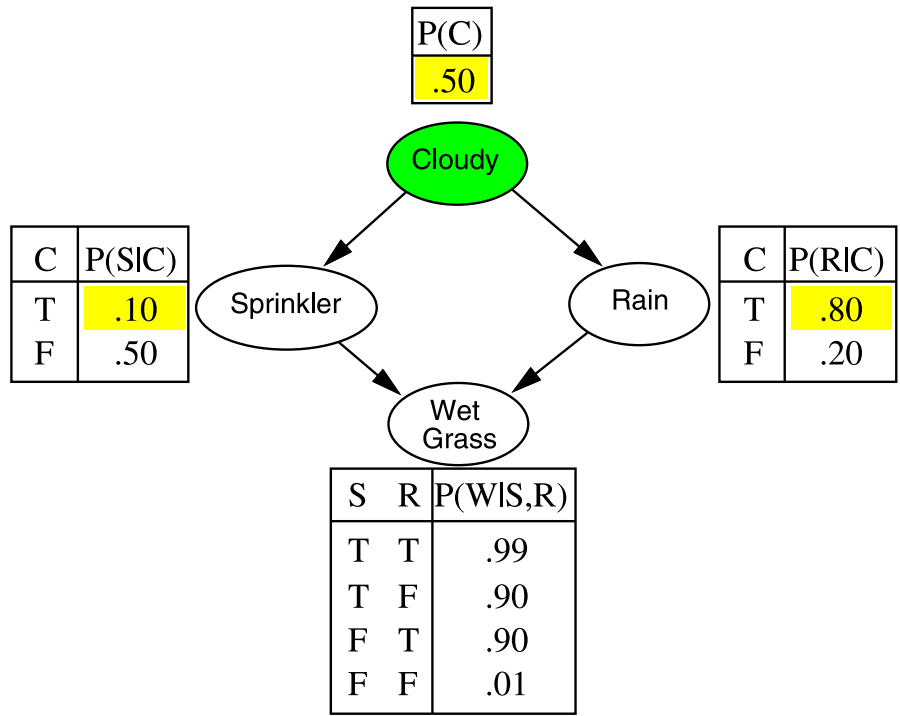 P(C)
.50
Cloudy
C P(S|C)
T .10
F .50
Sprinkler
Rain
C P(R|C)
T .80
F .20
Wet
Grass
S R P(W|S,R)
T T .99
T F .90
F T .90
F F .01